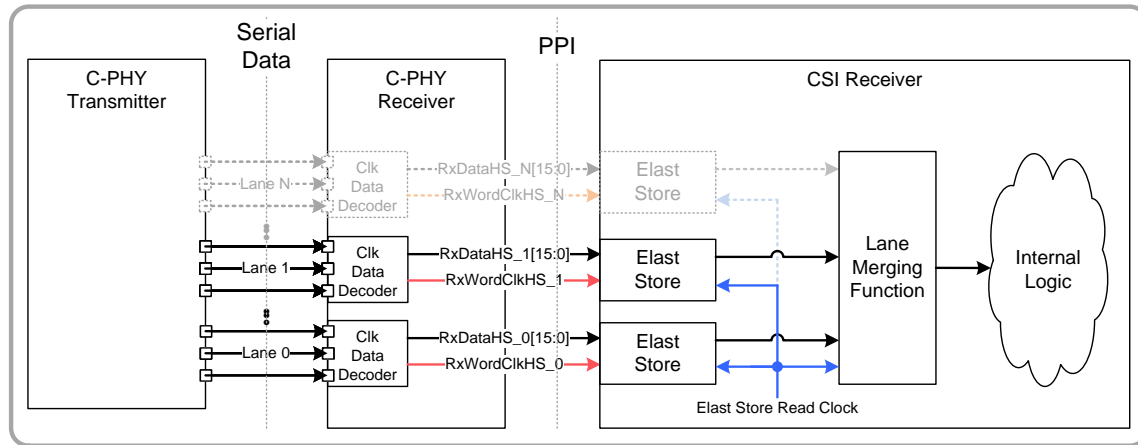 Serial
Data
PPI
C-PHY
Transmitter
C-PHY
Receiver
CSI Receiver
Lane N
Clk
Data
Decoder
RxDataHS_N[15:0]
RxWordClkHS_N
Elast
Store
Lane 1
Clk
Data
Decoder
RxDataHS_1[15:0]
RxWordClkHS_1
Elast
Store
Lane 0
Clk
Data
Decoder
RxDataHS_0[15:0]
RxWordClkHS_0
Elast
Store
Lane
Merging
Function
Internal
Logic
Elast Store Read Clock